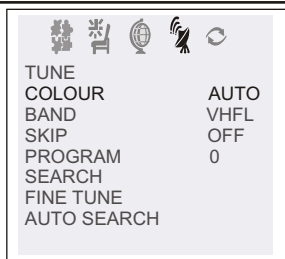 TUNE
COLOUR AUTO
BAND VHFL
SKIP OFF
PROGRAM 0
SEARCH
FINE TUNE
AUTO SEARCH